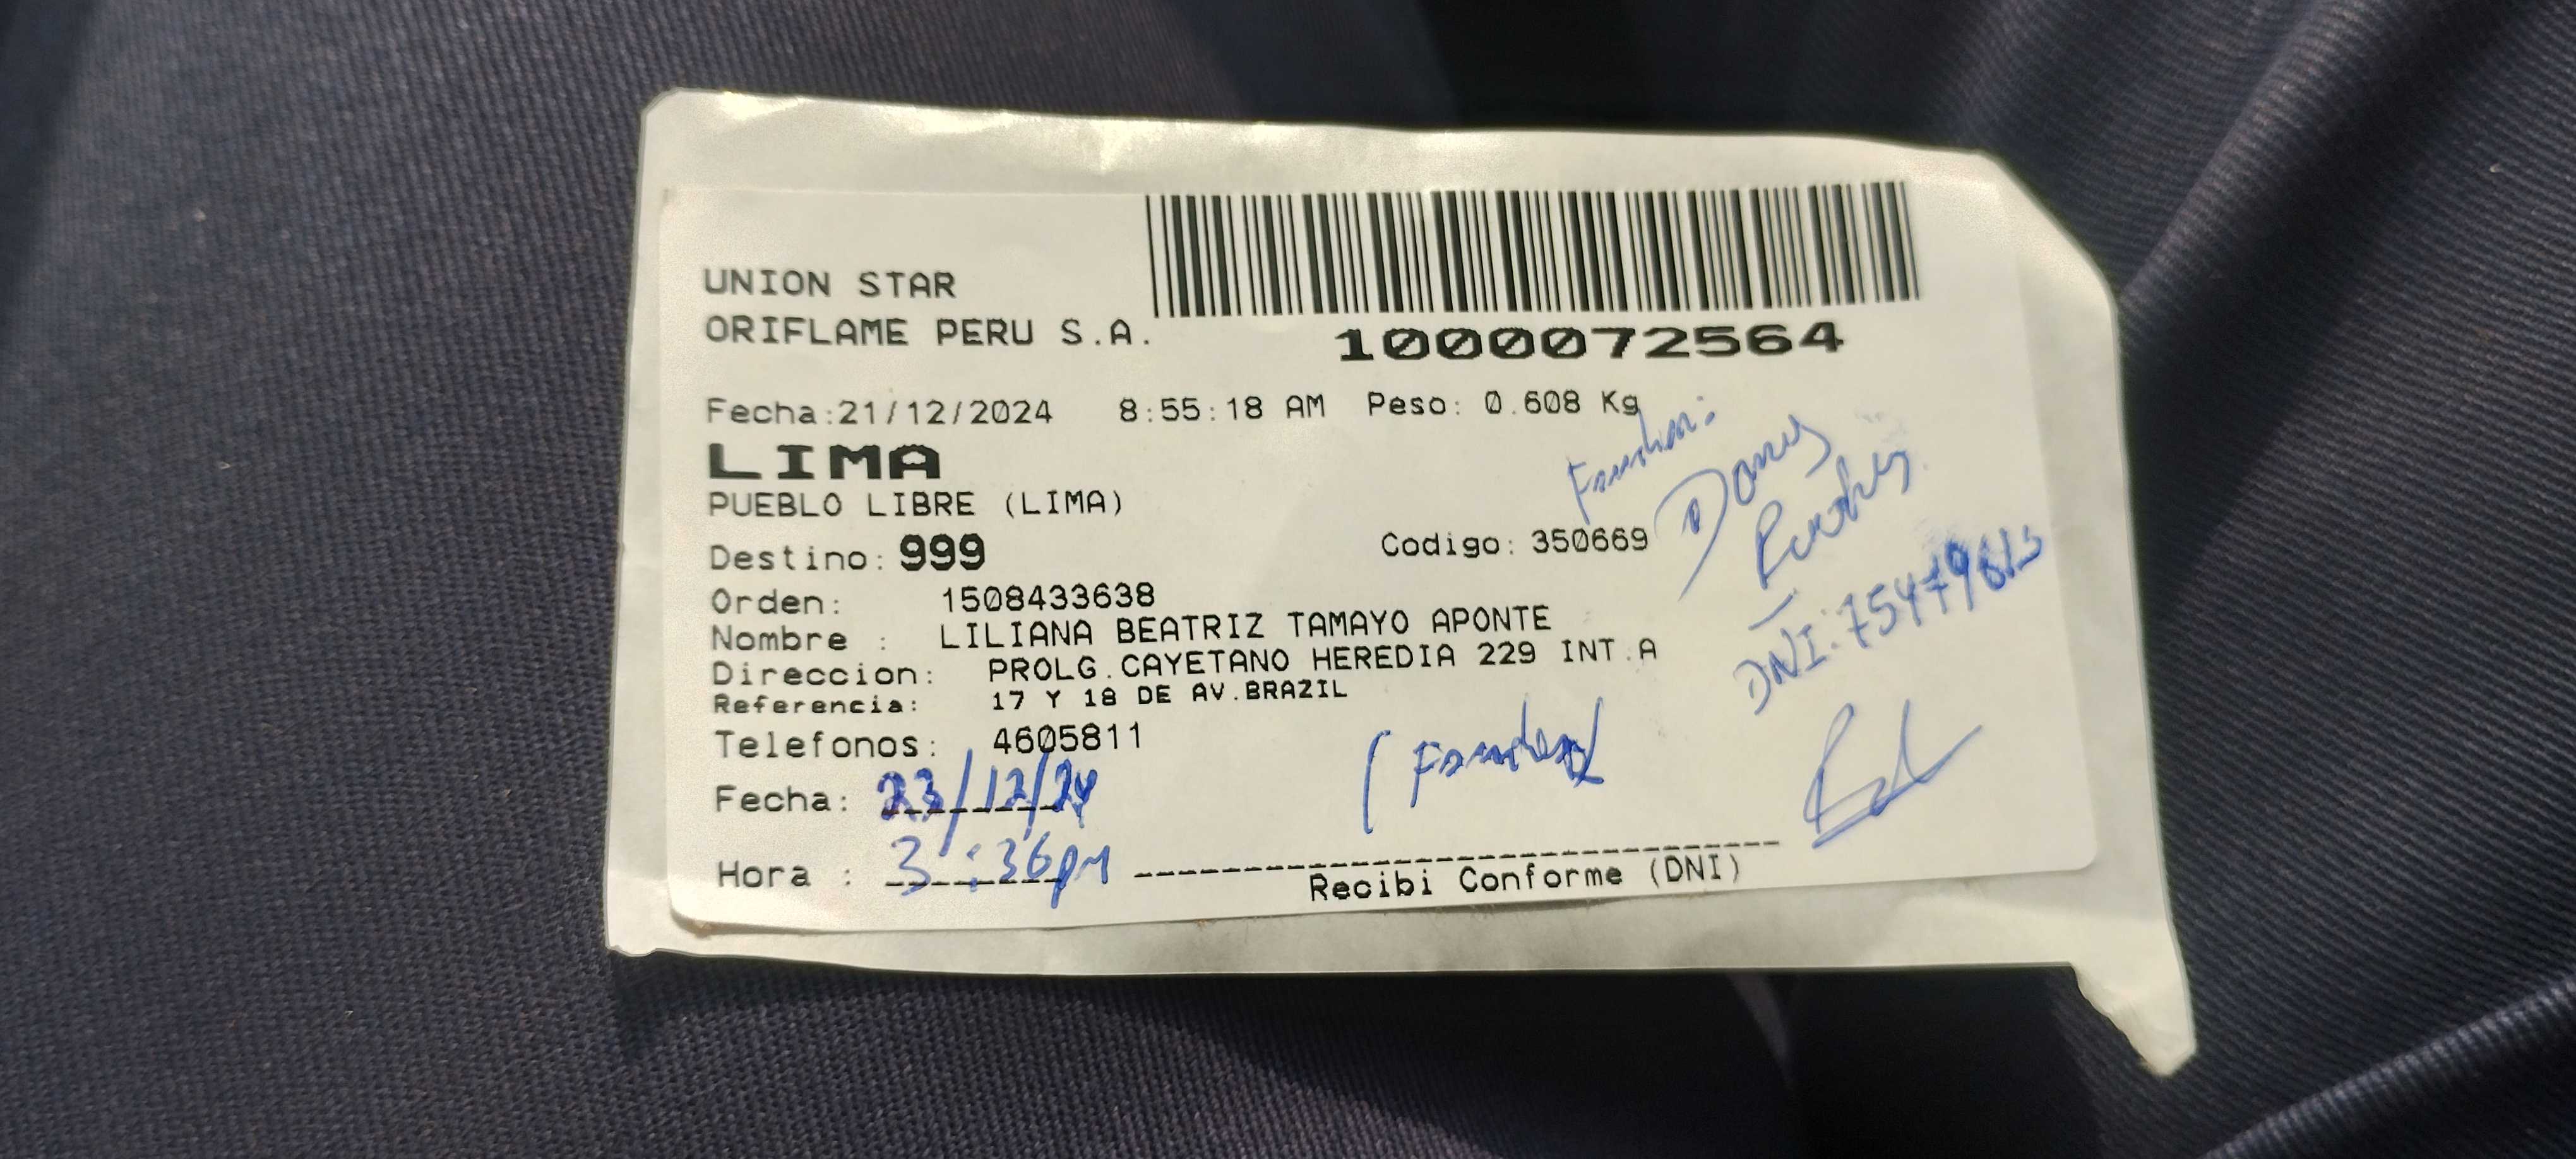 UNION STAR
ORIFLAME PERU S.A.
1000072564
Fecha:21/12/2024 8:55:18 AM Peso: 0.608 Kg
LIMA
PUEBLO LIBRE (LIMA)
Destino: 999 Codigo: 350669
Orden: 1508433638
Nombre : LILIANA BEATRIZ TAMAYO APONTE
Direccion: PROLG.CAYETANO HEREDIA 229 INT.A
Referencia: 17 Y 18 DE AV.BRAZIL
Telefonos: 4605811
Fecha: 23/12/24
Hora : 3:36pm
Recibi Conforme (DNI)
DNI: